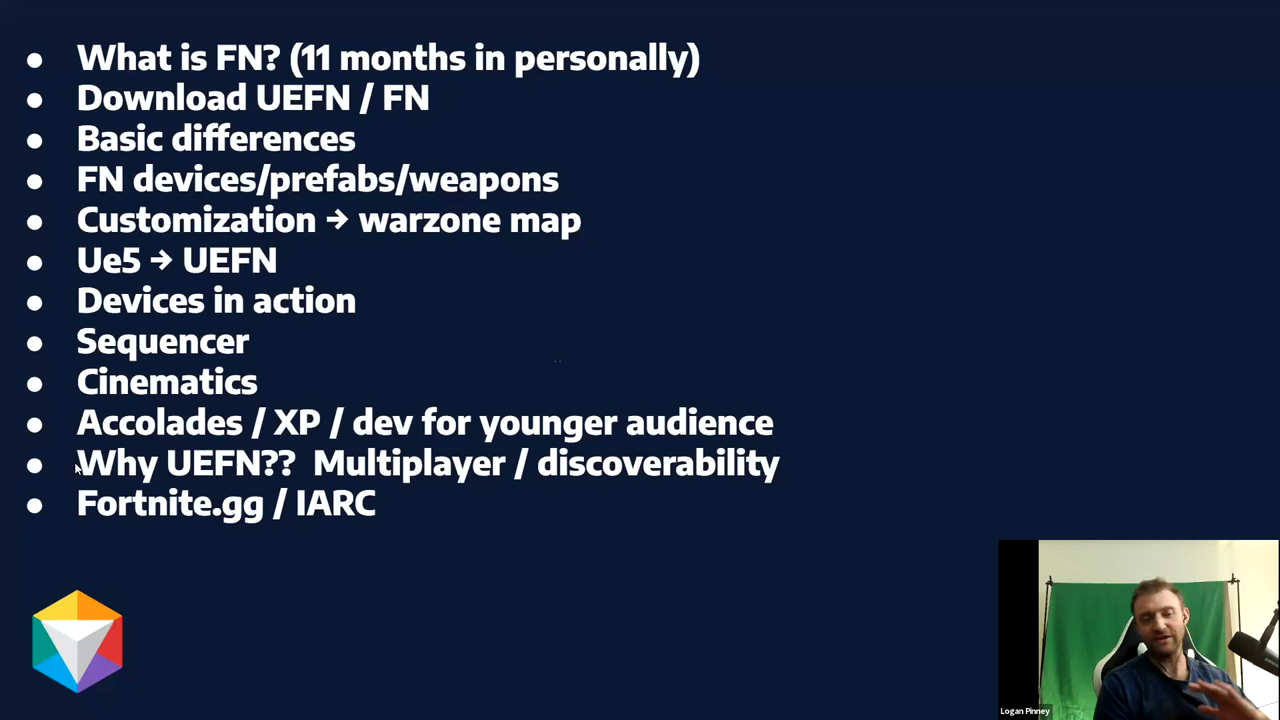 ● What is FN? (11 months in personally)
● Download UEFN / FN
● Basic differences
● FN devices/prefabs/weapons
● Customization → warzone map
● Ue5 → UEFN
● Devices in action
● Sequencer
● Cinematics
● Accolades / XP / dev for younger audience
● Why UEFN?? Multiplayer / discoverability
● Fortnite.gg / IARC
Logan Pinney